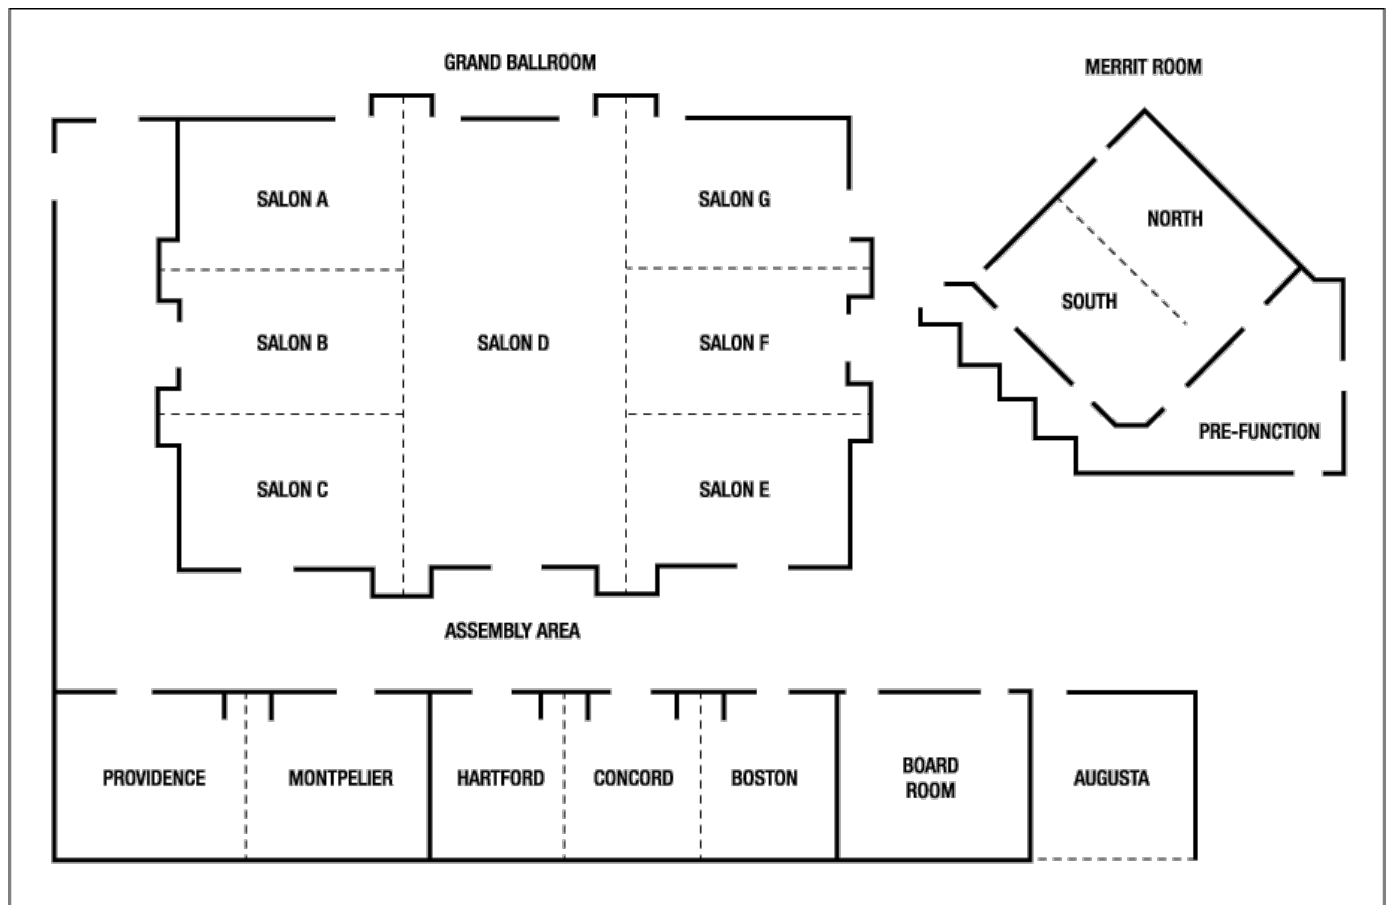 GRAND BALLROOM
MERRIT ROOM
SALON A
SALON G
NORTH
SOUTH
SALON B
SALON D
SALON F
PRE-FUNCTION
SALON C
SALON E
ASSEMBLY AREA
PROVIDENCE
MONTPELIER
HARTFORD
CONCORD
BOSTON
BOARD
ROOM
AUGUSTA